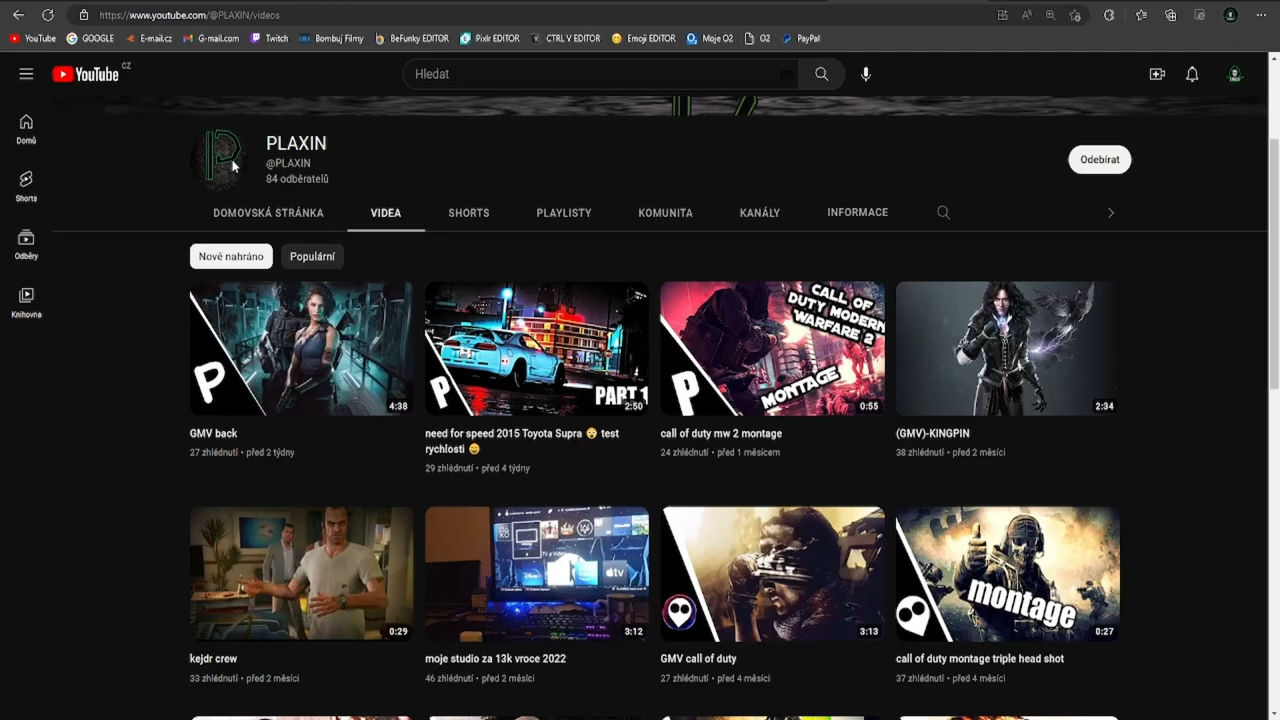 https://www.youtube.com/@PLAXIN/videos
YouTube GOOGLE E-mail.cz G-mail.com Twitch Bombuj Filmy BeFunky EDITOR Pixlr EDITOR CTRL V EDITOR Emoji EDITOR Moje O2 O2 PayPal
YouTube CZ
Hledat
Domů
Shorts
Odběry
Knihovna
PLAXIN
@PLAXIN
84 odběratelů
Odebírat
DOMOVSKÁ STRÁNKA VIDEA SHORTS PLAYLISTY KOMUNITA KANÁLY INFORMACE
Nově nahráno Populární
P
4:38
GMV back
27 zhlédnutí • před 2 týdny
P
PART 1
2:50
need for speed 2015 Toyota Supra 😮 test
rychlosti 😄
29 zhlédnutí • před 4 týdny
CALL OF
DUTY MODERN
WARFARE 2
P
MONTAGE
0:55
call of duty mw 2 montage
24 zhlédnutí • před 1 měsícem
2:34
(GMV)-KINGPIN
38 zhlédnutí • před 2 měsíci
0:29
kejdr crew
33 zhlédnutí • před 2 měsíci
3:12
moje studio za 13k vroce 2022
46 zhlédnutí • před 2 měsíci
3:13
GMV call of duty
27 zhlédnutí • před 4 měsíci
montage
0:27
call of duty montage triple head shot
37 zhlédnutí • před 4 měsíci